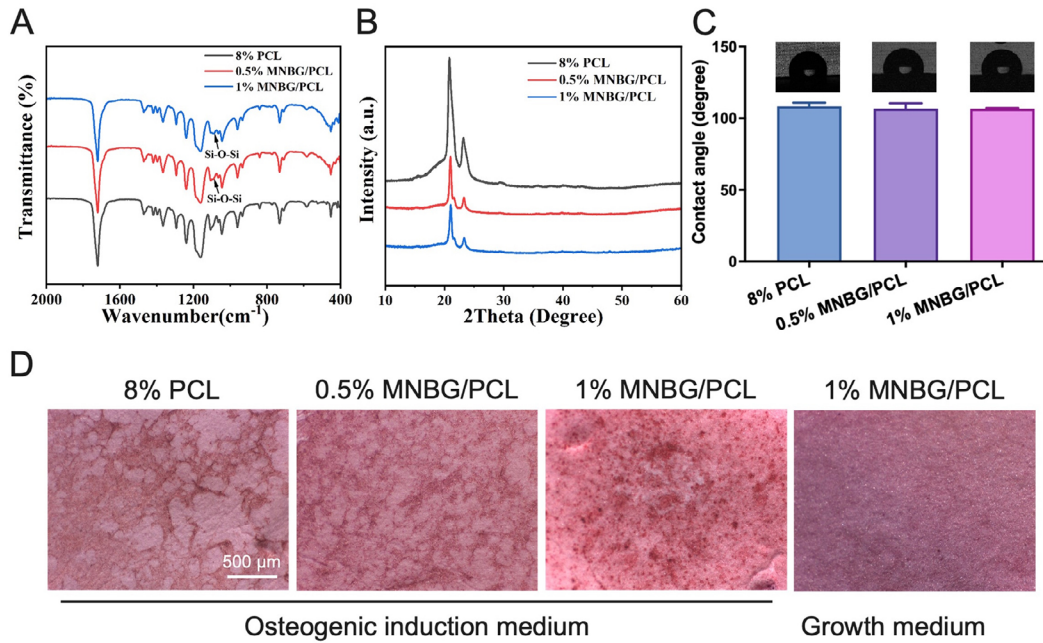 A
8% PCL
0.5% MNBG/PCL
1% MNBG/PCL
Si-O-Si
Si-O-Si
Transmittance (%)
2000 1600 1200 800 400
Wavenumber(cm⁻¹)
B
8% PCL
0.5% MNBG/PCL
1% MNBG/PCL
Intensity (a.u.)
10 20 30 40 50 60
2Theta (Degree)
C
Contact angle (degree)
150
100
50
0
8% PCL
0.5% MNBG/PCL
1% MNBG/PCL
D
8% PCL 0.5% MNBG/PCL 1% MNBG/PCL 1% MNBG/PCL
500 μm
Osteogenic induction medium Growth medium